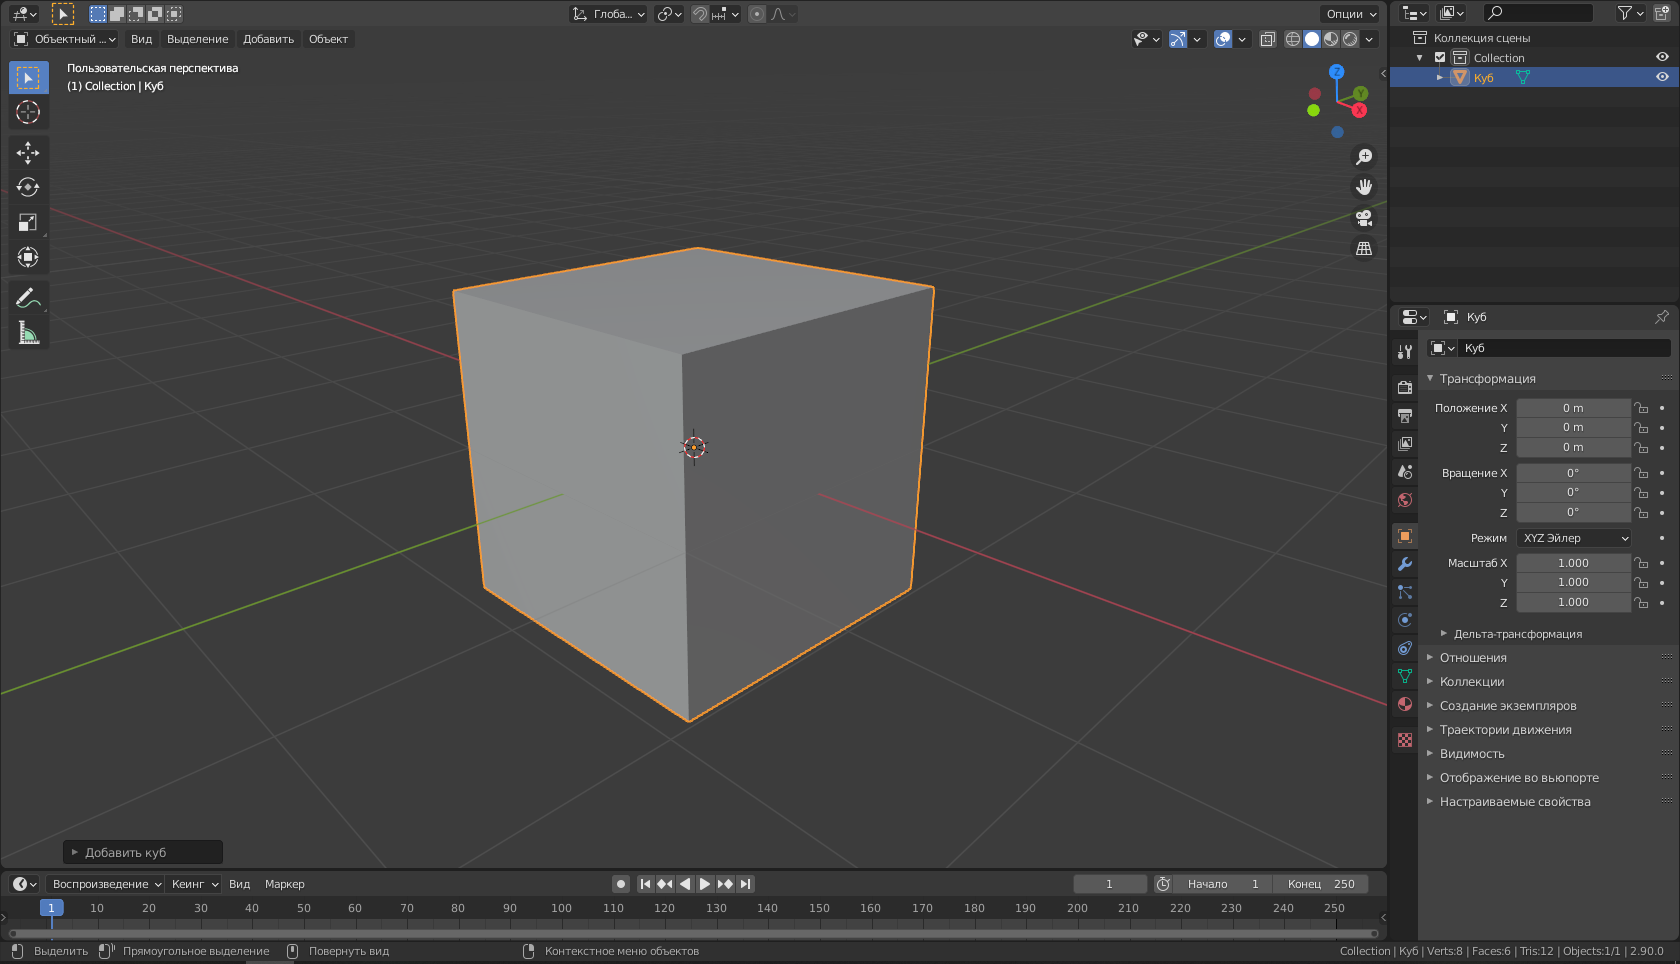 Глоба...
Опции
Объектный ...
Вид
Выделение
Добавить
Объект
Пользовательская перспектива
(1) Collection | Куб
Z
Y
X
Добавить куб
Коллекция сцены
Collection
Куб
Куб
Куб
Трансформация
Положение X 0 m
Y 0 m
Z 0 m
Вращение X 0°
Y 0°
Z 0°
Режим XYZ Эйлер
Масштаб X 1.000
Y 1.000
Z 1.000
Дельта-трансформация
Отношения
Коллекции
Создание экземпляров
Траектории движения
Видимость
Отображение во вьюпорте
Настраиваемые свойства
Воспроизведение Кеинг Вид Маркер 1 Начало 1 Конец 250
1 10 20 30 40 50 60 70 80 90 100 110 120 130 140 150 160 170 180 190 200 210 220 230 240 250
Выделить Прямоугольное выделение Повернуть вид Контекстное меню объектов Collection | Куб | Verts:8 | Faces:6 | Tris:12 | Objects:1/1 | 2.90.0